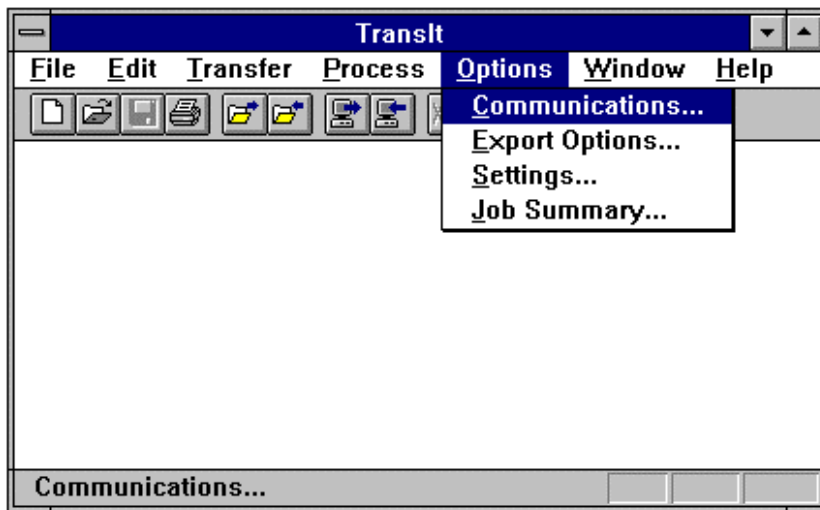 TransIt
File Edit Transfer Process Options Window Help
Communications...
Export Options...
Settings...
Job Summary...
Communications...